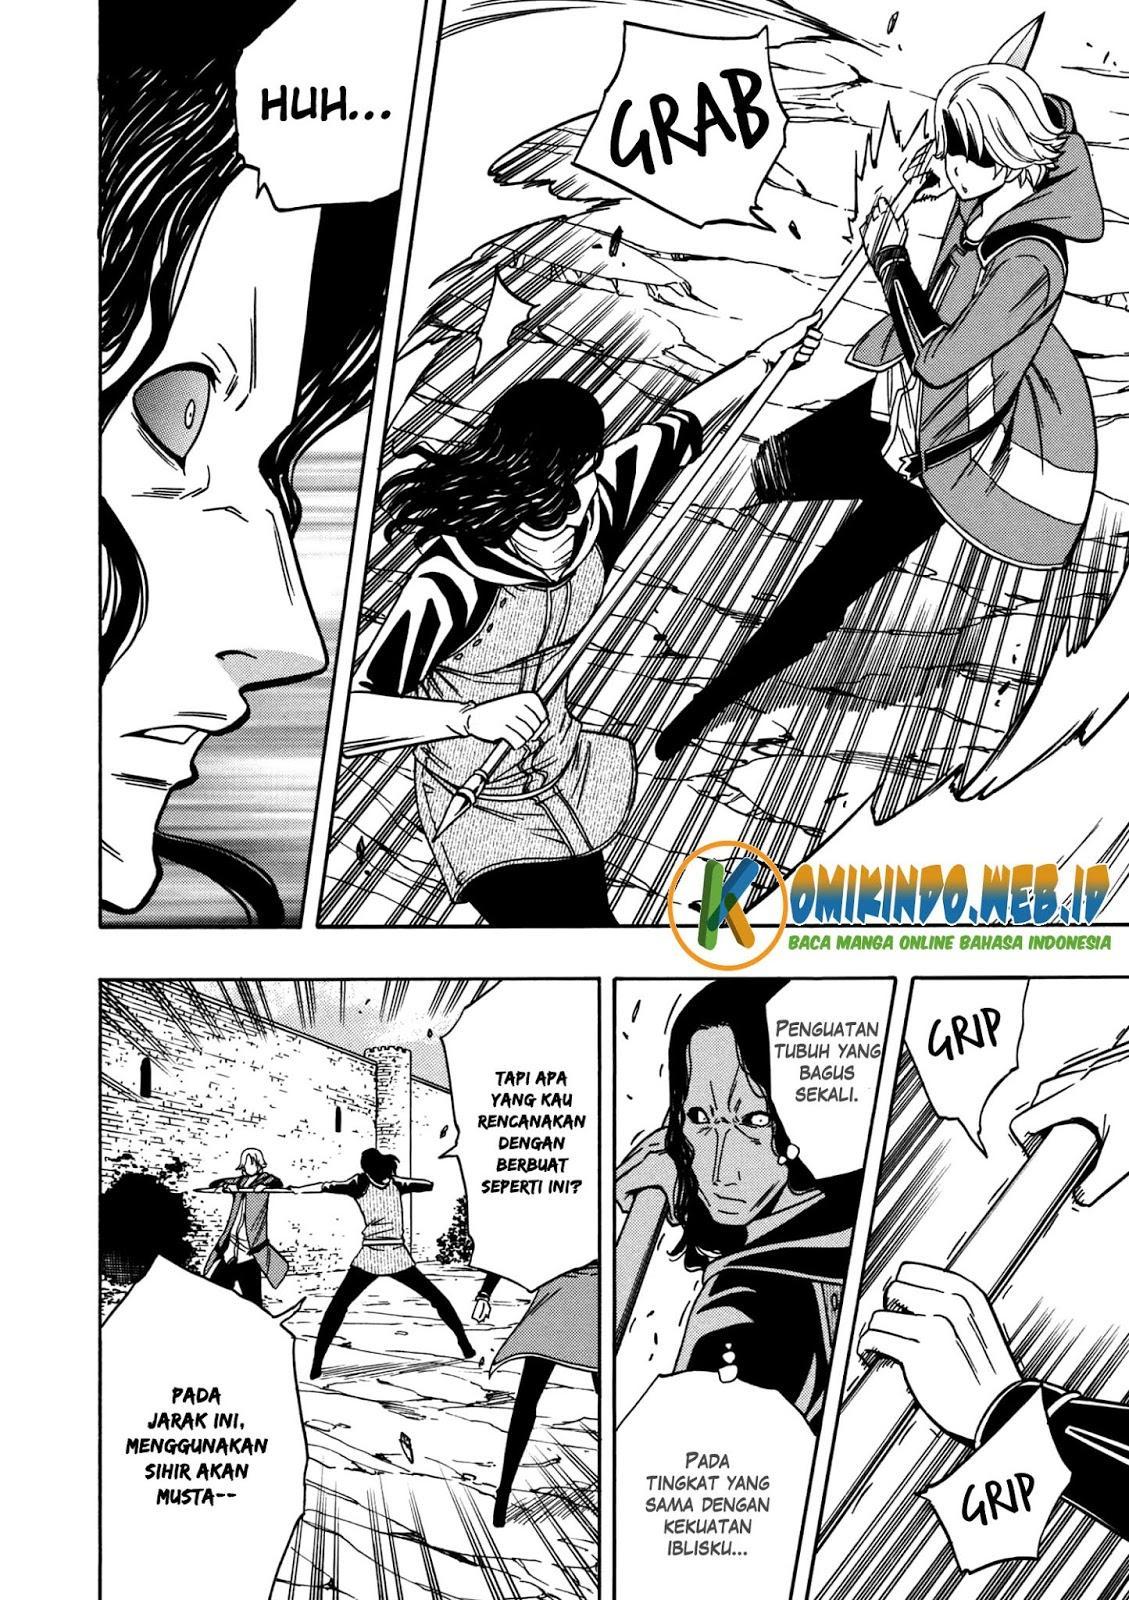 GRAB
HUH...
KOMIKINDO.WEB.ID
BACA MANGA ONLINE BAHASA INDONESIA
GRIP
GRIP
PENGUATAN
TUBUH YANG
BAGUS
SEKALI.
PADA
TINGKAT YANG
SAMA DENGAN
KEKUATAN
IBLISKU...
TAPI APA
YANG KAU
RENCANAKAN
DENGAN
BERBUAT
SEPERTI INI?
PADA
JARAK INI,
MENGGUNAKAN
SIHIR AKAN
MUSTA--